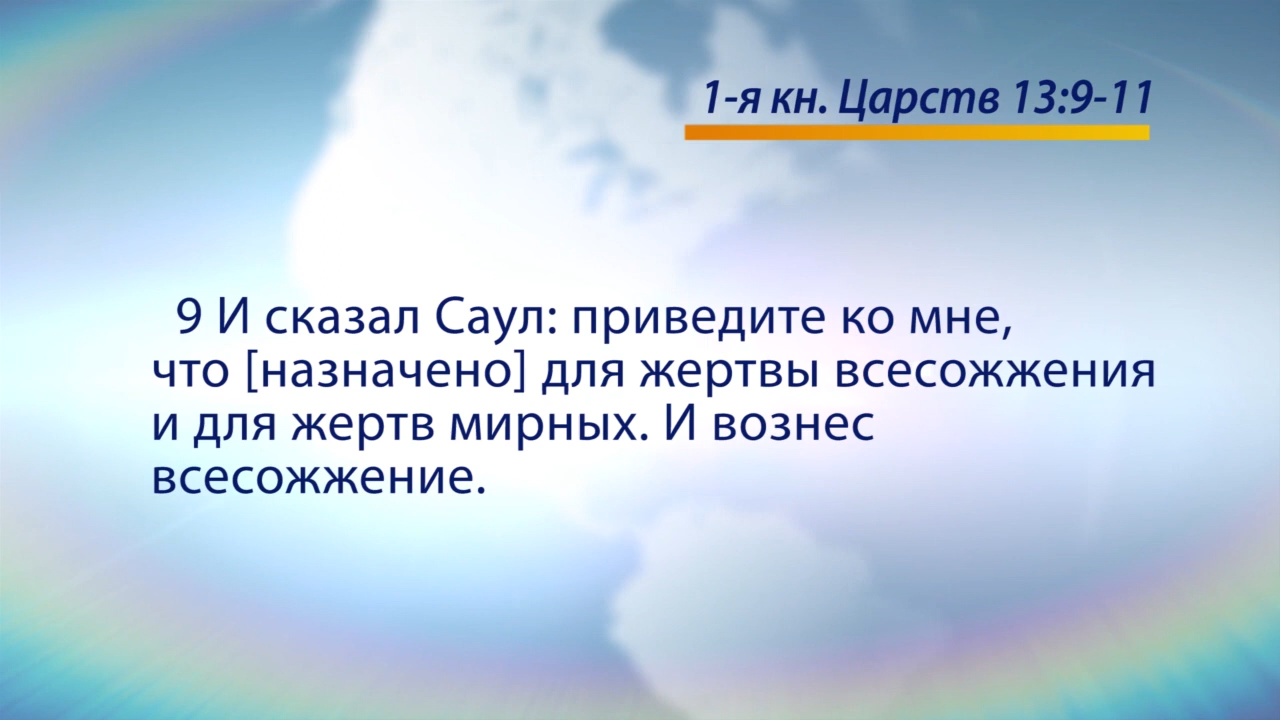 1-я кн. Царств 13:9-11
9 И сказал Саул: приведите ко мне,
что [назначено] для жертвы всесожжения
и для жертв мирных. И вознес
всесожжение.